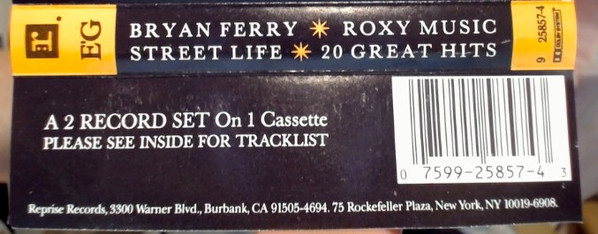 r:
EG
BRYAN FERRY ✴ ROXY MUSIC
STREET LIFE ✴ 20 GREAT HITS
9 25857-4
DOLBY SYSTEM
A 2 RECORD SET On 1 Cassette
PLEASE SEE INSIDE FOR TRACKLIST
0 7599-25857-4 3
Reprise Records, 3300 Warner Blvd., Burbank, CA 91505-4694. 75 Rockefeller Plaza, New York, NY 10019-6908.